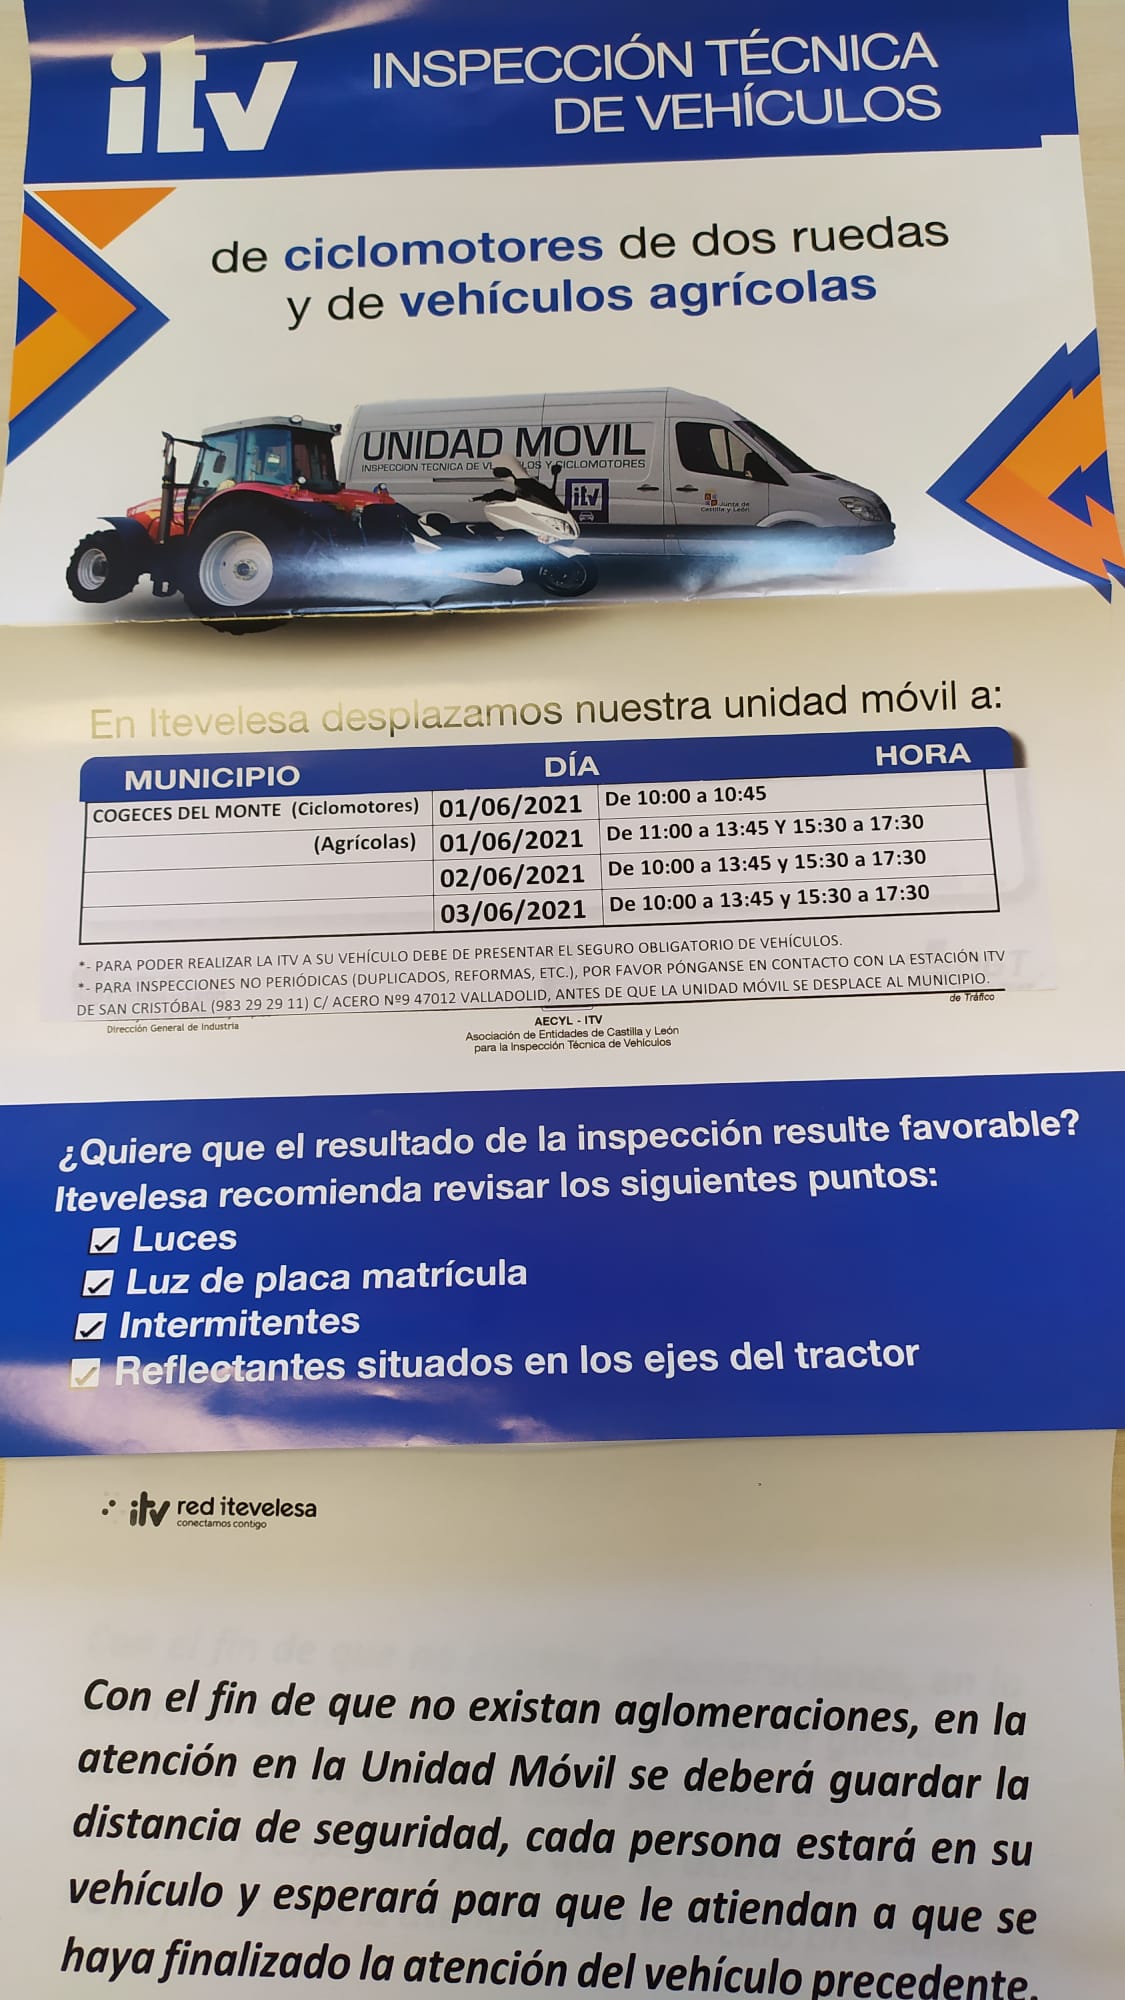 itv
INSPECCIÓN TÉCNICA
DE VEHÍCULOS
de ciclomotores de dos ruedas
y de vehículos agrícolas
UNIDAD MOVIL
INSPECCION TECNICA DE Y CICLOMOTORES
itv
Junta de
Castilla y León
En Itevelesa desplazamos nuestra unidad móvil a:
MUNICIPIO DÍA HORA
COGECES DEL MONTE (Ciclomotores) 01/06/2021 De 10:00 a 10:45
(Agrícolas) 01/06/2021 De 11:00 a 13:45 Y 15:30 a 17:30
02/06/2021 De 10:00 a 13:45 y 15:30 a 17:30
03/06/2021 De 10:00 a 13:45 y 15:30 a 17:30
*.- PARA PODER REALIZAR LA ITV A SU VEHÍCULO DEBE DE PRESENTAR EL SEGURO OBLIGATORIO DE VEHÍCULOS.
*.- PARA INSPECCIONES NO PERIÓDICAS (DUPLICADOS, REFORMAS, ETC.), POR FAVOR PÓNGANSE EN CONTACTO CON LA ESTACIÓN ITV
DE SAN CRISTÓBAL (983 29 29 11) C/ ACERO Nº9 47012 VALLADOLID, ANTES DE QUE LA UNIDAD MÓVIL SE DESPLACE AL MUNICIPIO.
de Tráfico
Dirección General de Industria
AECYL - ITV
Asociación de Entidades de Castilla y León
para la Inspección Técnica de Vehículos
¿Quiere que el resultado de la inspección resulte favorable?
Itevelesa recomienda revisar los siguientes puntos:
Luces
Luz de placa matrícula
Intermitentes
Reflectantes situados en los ejes del tractor
itv red itevelesa
conectamos contigo
Con el fin de que no existan aglomeraciones, en la
atención en la Unidad Móvil se deberá guardar la
distancia de seguridad, cada persona estará en su
vehículo y esperará para que le atiendan a que se
haya finalizado la atención del vehículo precedente.